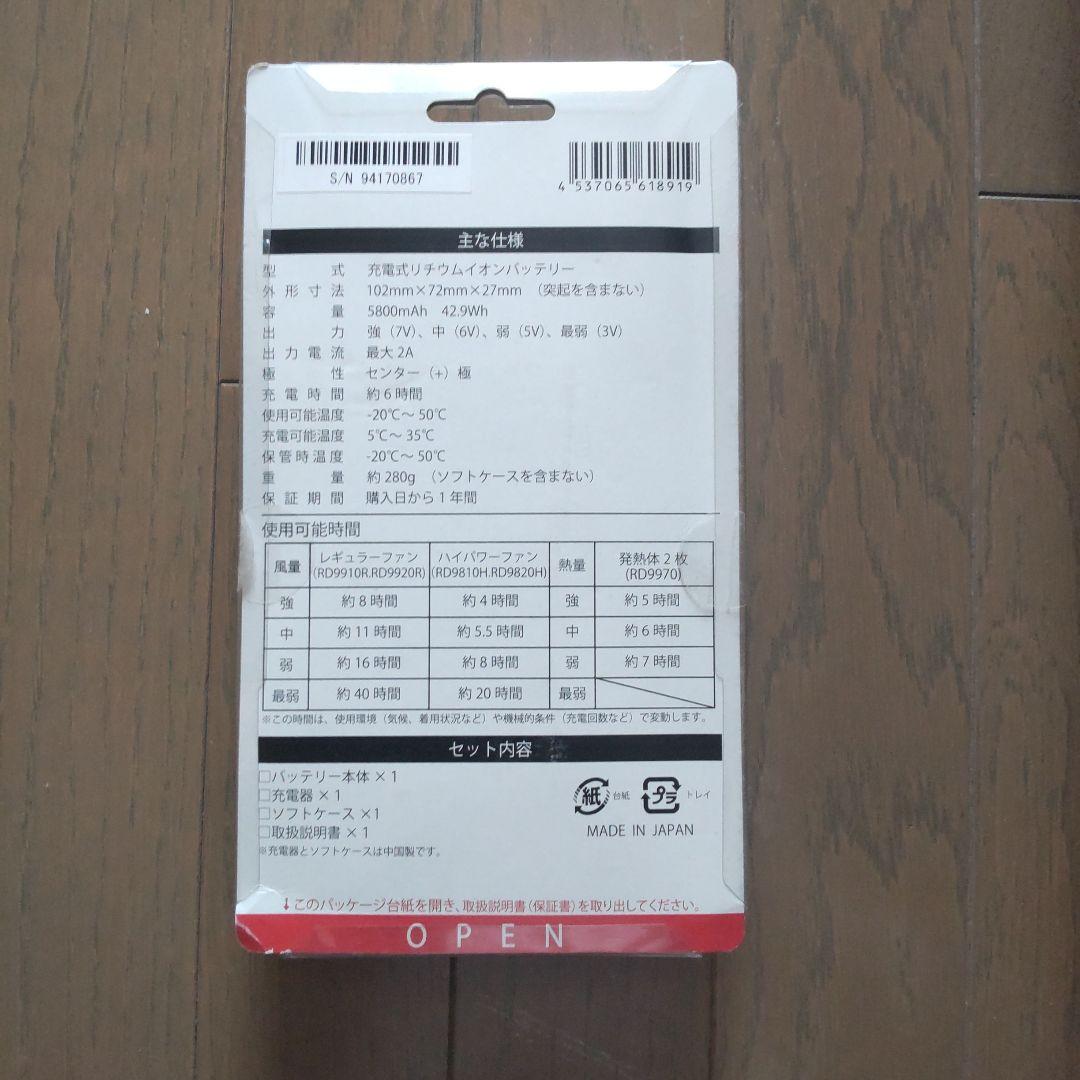 S/N 94170867
4 537065 618919
主な仕様
型式 充電式リチウムイオンバッテリー
外形寸法 102mm×72mm×27mm （突起を含まない）
容量 5800mAh 42.9Wh
出力 強（7V）、中（6V）、弱（5V）、最弱（3V）
出力電流 最大 2A
極性 センター（+）極
充電時間 約 6 時間
使用可能温度 -20℃〜 50℃
充電可能温度 5℃〜 35℃
保管時温度 -20℃〜 50℃
重量 約 280g （ソフトケースを含まない）
保証期間 購入日から 1 年間
使用可能時間
風量 レギュラーファン (RD9910R.RD9920R) ハイパワーファン (RD9810H.RD9820H) 熱量 発熱体 2 枚 (RD9970)
強 約 8 時間 約 4 時間 強 約 5 時間
中 約 11 時間 約 5.5 時間 中 約 6 時間
弱 約 16 時間 約 8 時間 弱 約 7 時間
最弱 約 40 時間 約 20 時間 最弱
※この時間は、使用環境（気候、着用状況など）や機械的条件（充電回数など）で変動します。
セット内容
□バッテリー本体 × 1
□充電器 × 1
□ソフトケース ×1
□取扱説明書 × 1
※充電器とソフトケースは中国製です。
紙 台紙 プラ トレイ
MADE IN JAPAN
↓このパッケージ台紙を開き、取扱説明書（保証書）を取り出してください。
OPEN